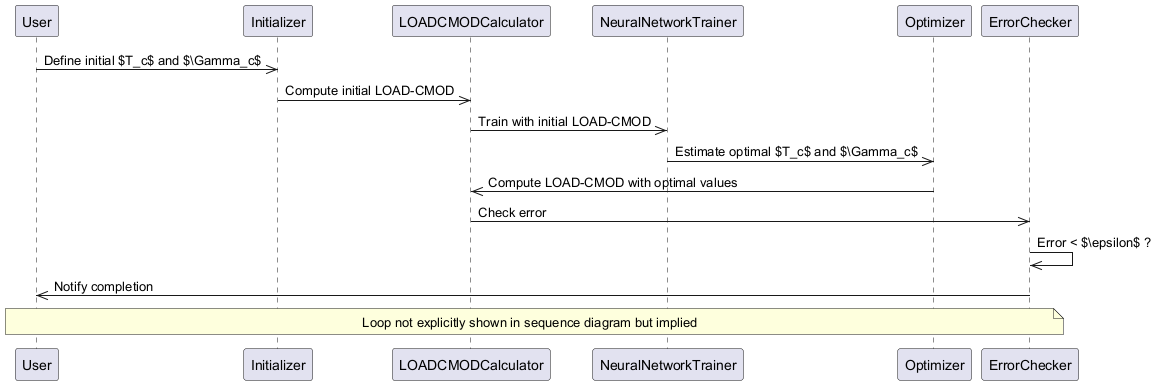 User Initializer LOADCMODCalculator NeuralNetworkTrainer Optimizer ErrorChecker
Define initial $T_c$ and $\Gamma_c$
Compute initial LOAD-CMOD
Train with initial LOAD-CMOD
Estimate optimal $T_c$ and $\Gamma_c$
Compute LOAD-CMOD with optimal values
Check error
Error < $\epsilon$ ?
Notify completion
Loop not explicitly shown in sequence diagram but implied
User Initializer LOADCMODCalculator NeuralNetworkTrainer Optimizer ErrorChecker